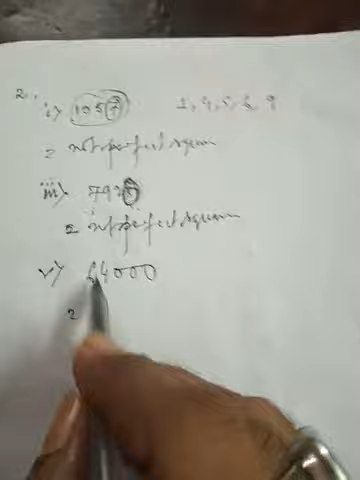 2.
i) 1057 1, 4, 5, 6, 9
= not perfect square
iii) 7928
= not perfect square
v) 64000
=